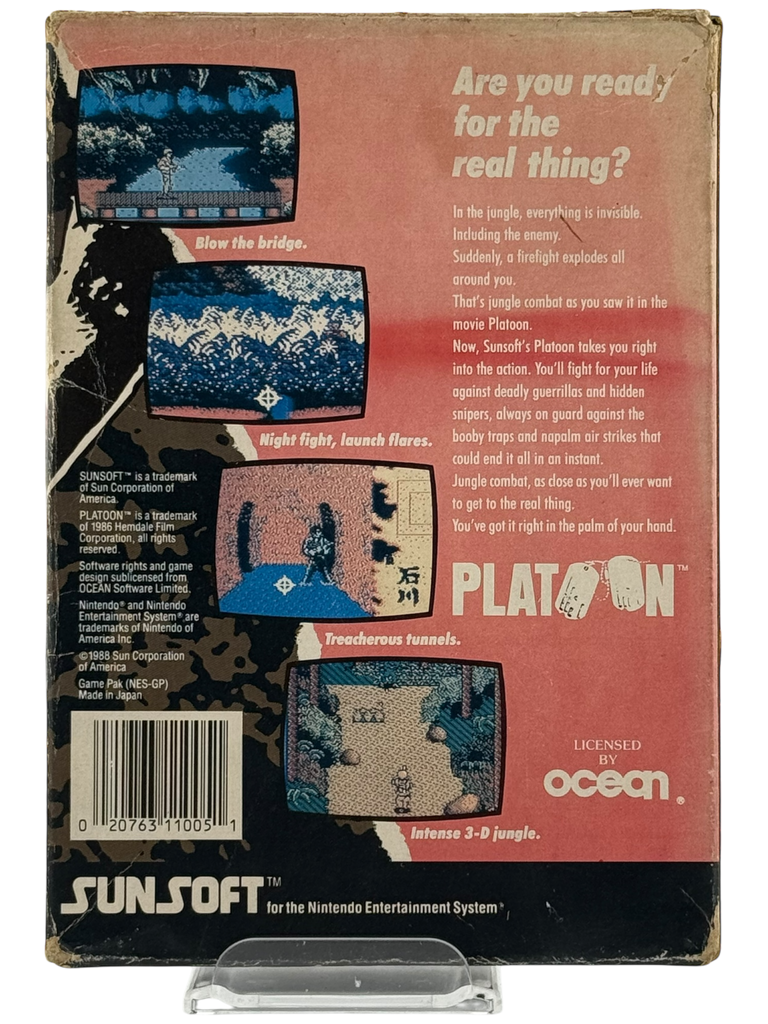 Are you ready
for the
real thing?
In the jungle, everything is invisible.
Including the enemy.
Suddenly, a firefight explodes all
around you.
That's jungle combat as you saw it in the
movie Platoon.
Now, Sunsoft's Platoon takes you right
into the action. You'll fight for your life
against deadly guerrillas and hidden
snipers, always on guard against the
booby traps and napalm air strikes that
could end it all in an instant.
Jungle combat, as close as you'll ever want
to get to the real thing.
You've got it right in the palm of your hand.
PLATOON™
LICENSED
BY
ocean®
Blow the bridge.
Night fight, launch flares.
石
川
Treacherous tunnels.
Intense 3-D jungle.
SUNSOFT™ is a trademark
of Sun Corporation of
America.
PLATOON™ is a trademark
of 1986 Hemdale Film
Corporation, all rights
reserved.
Software rights and game
design sublicensed from
OCEAN Software Limited.
Nintendo® and Nintendo
Entertainment System® are
trademarks of Nintendo of
America Inc.
©1988 Sun Corporation
of America
Game Pak (NES-GP)
Made in Japan
0 20763 11005 1
SUNSOFT™ for the Nintendo Entertainment System®